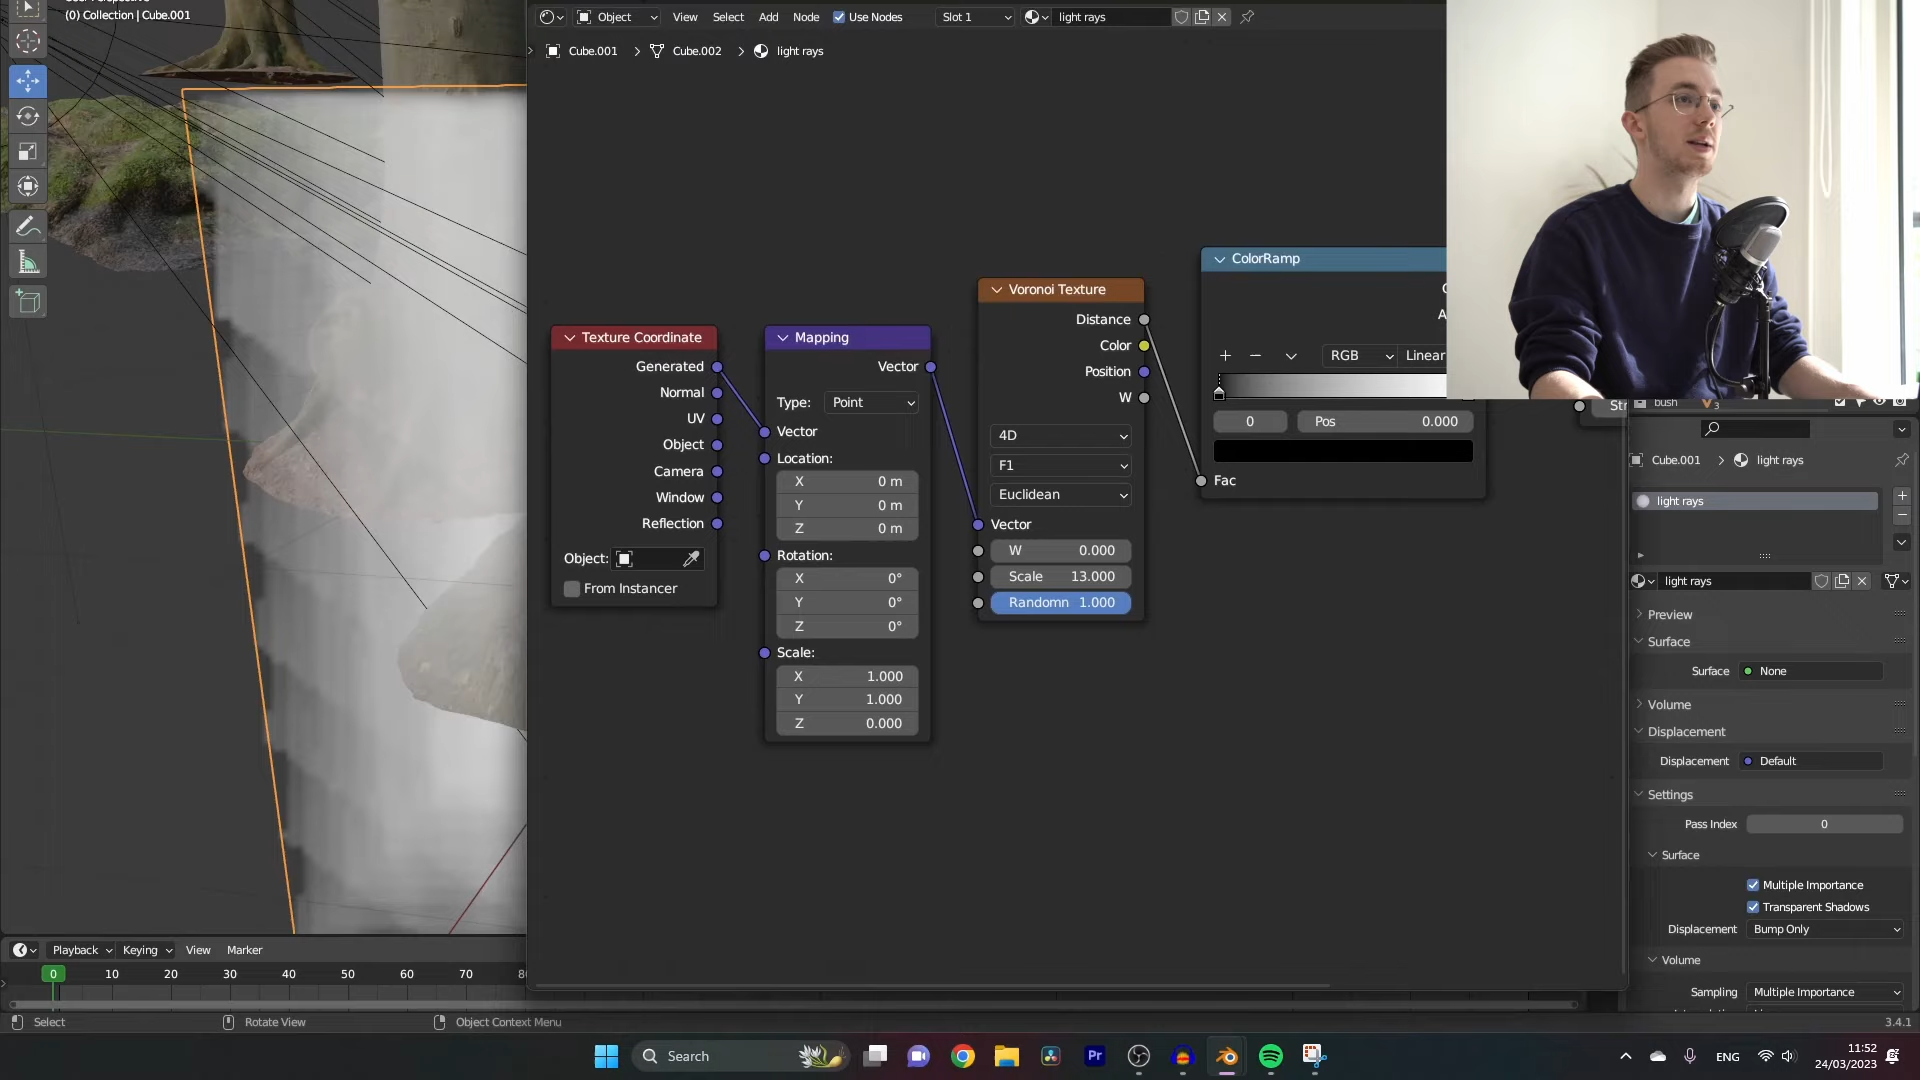 (0) Collection | Cube.001
Object View Select Add Node Use Nodes Slot 1 light rays
Cube.001 Cube.002 light rays
ColorRamp
Voronoi Texture
Distance
Color
Position
W
4D
F1
Euclidean
Vector
W 0.000
Scale 13.000
Randomn 1.000
RGB Linear
0 Pos 0.000
Fac
Texture Coordinate
Generated
Normal
UV
Object
Camera
Window
Reflection
Object:
From Instancer
Mapping
Vector
Type: Point
Vector
Location:
X 0 m
Y 0 m
Z 0 m
Rotation:
X 0°
Y 0°
Z 0°
Scale:
X 1.000
Y 1.000
Z 0.000
bush 3
Cube.001 light rays
light rays
light rays
Preview
Surface
Surface None
Volume
Displacement
Displacement Default
Settings
Pass Index 0
Surface
Multiple Importance
Transparent Shadows
Displacement Bump Only
Volume
Sampling Multiple Importance
Playback Keying View Marker
0 10 20 30 40 50 60 70
Select Rotate View Object Context Menu 3.4.1
Search Pr ENG 11:52
24/03/2023